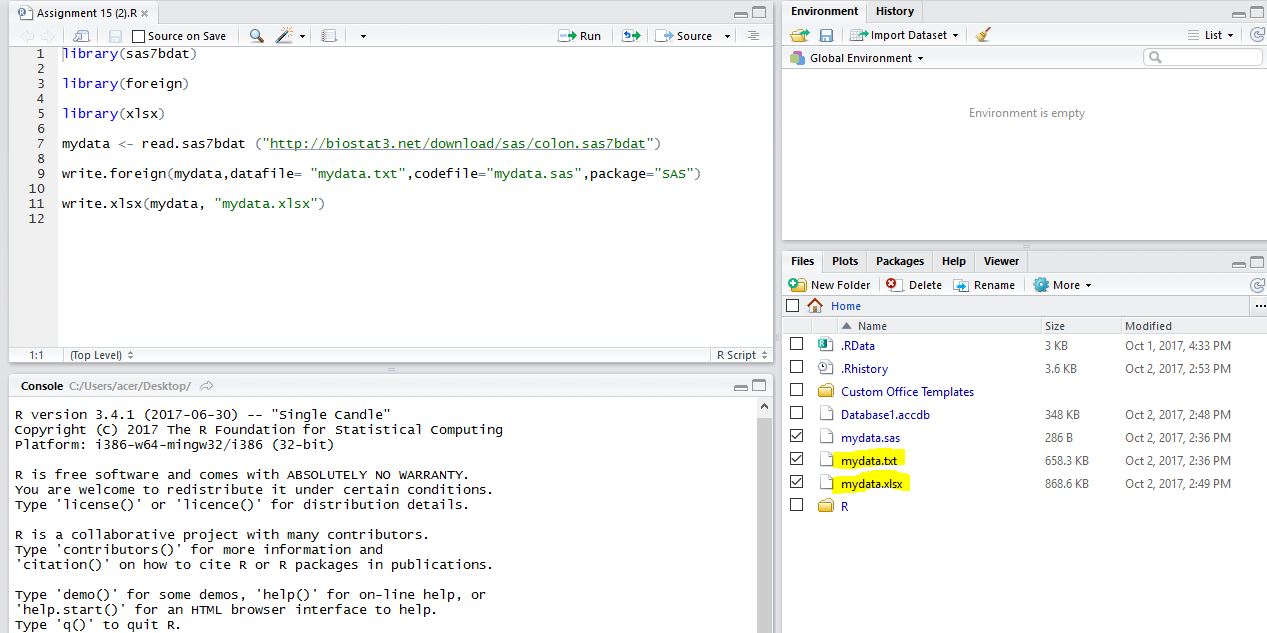 Assignment 15 (2).R
Source on Save
Run
Source
1 library(sas7bdat)
2
3 library(foreign)
4
5 library(xlsx)
6
7 mydata <- read.sas7bdat ("http://biostat3.net/download/sas/colon.sas7bdat")
8
9 write.foreign(mydata,datafile= "mydata.txt",codefile="mydata.sas",package="SAS")
10
11 write.xlsx(mydata, "mydata.xlsx")
12
1:1 (Top Level) R Script
Console C:/Users/acer/Desktop/
R version 3.4.1 (2017-06-30) -- "Single Candle"
Copyright (C) 2017 The R Foundation for Statistical Computing
Platform: i386-w64-mingw32/i386 (32-bit)
R is free software and comes with ABSOLUTELY NO WARRANTY.
You are welcome to redistribute it under certain conditions.
Type 'license()' or 'licence()' for distribution details.
R is a collaborative project with many contributors.
Type 'contributors()' for more information and
'citation()' on how to cite R or R packages in publications.
Type 'demo()' for some demos, 'help()' for on-line help, or
'help.start()' for an HTML browser interface to help.
Type 'q()' to quit R.
Environment History
Import Dataset List
Global Environment
Environment is empty
Files Plots Packages Help Viewer
New Folder Delete Rename More
Home ...
Name Size Modified
.RData 3 KB Oct 1, 2017, 4:33 PM
.Rhistory 3.6 KB Oct 2, 2017, 2:53 PM
Custom Office Templates
Database1.accdb 348 KB Oct 2, 2017, 2:48 PM
mydata.sas 286 B Oct 2, 2017, 2:36 PM
mydata.txt 658.3 KB Oct 2, 2017, 2:36 PM
mydata.xlsx 868.6 KB Oct 2, 2017, 2:49 PM
R